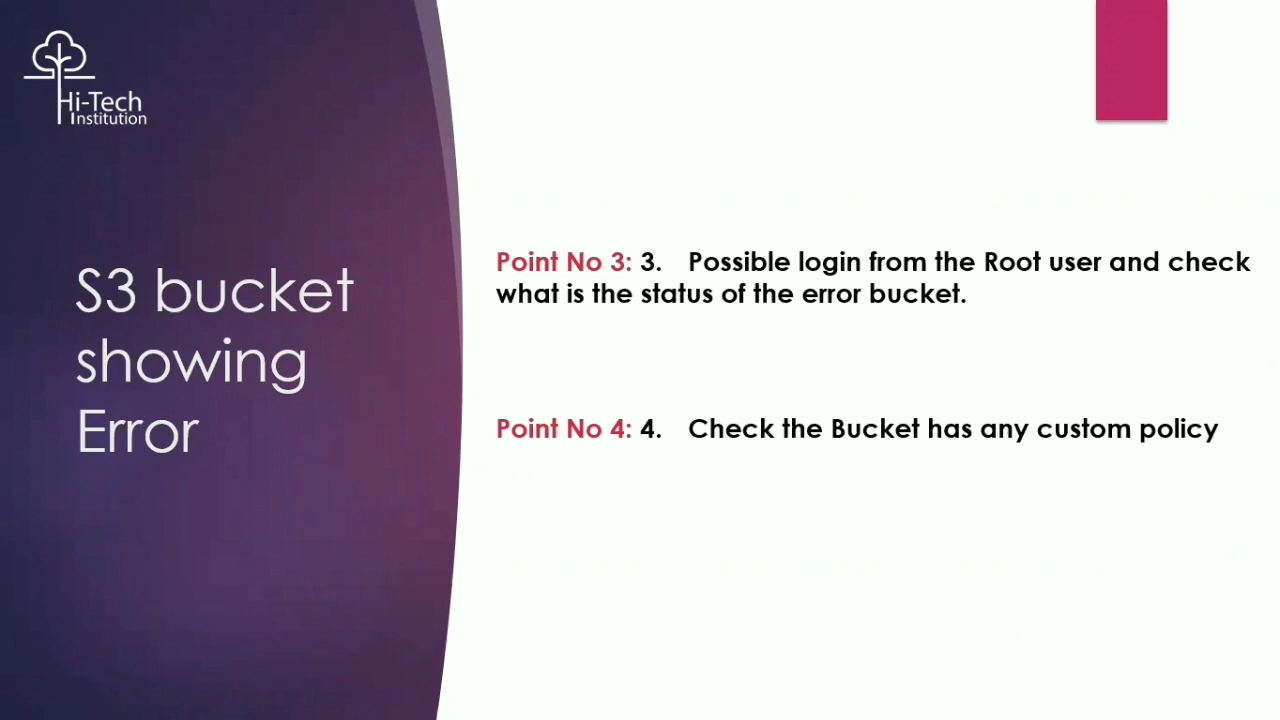 Hi-Tech
Institution
S3 bucket
showing
Error
Point No 3: 3. Possible login from the Root user and check
what is the status of the error bucket.
Point No 4: 4. Check the Bucket has any custom policy